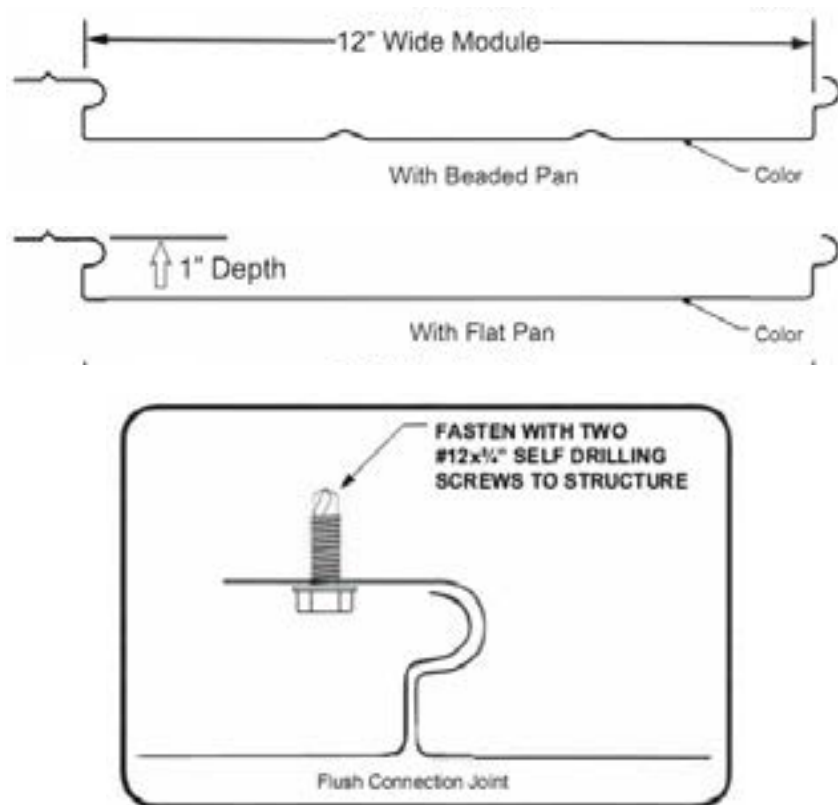 12" Wide Module
With Beaded Pan
Color
1" Depth
With Flat Pan
Color
FASTEN WITH TWO
#12x¾" SELF DRILLING
SCREWS TO STRUCTURE
Flush Connection Joint